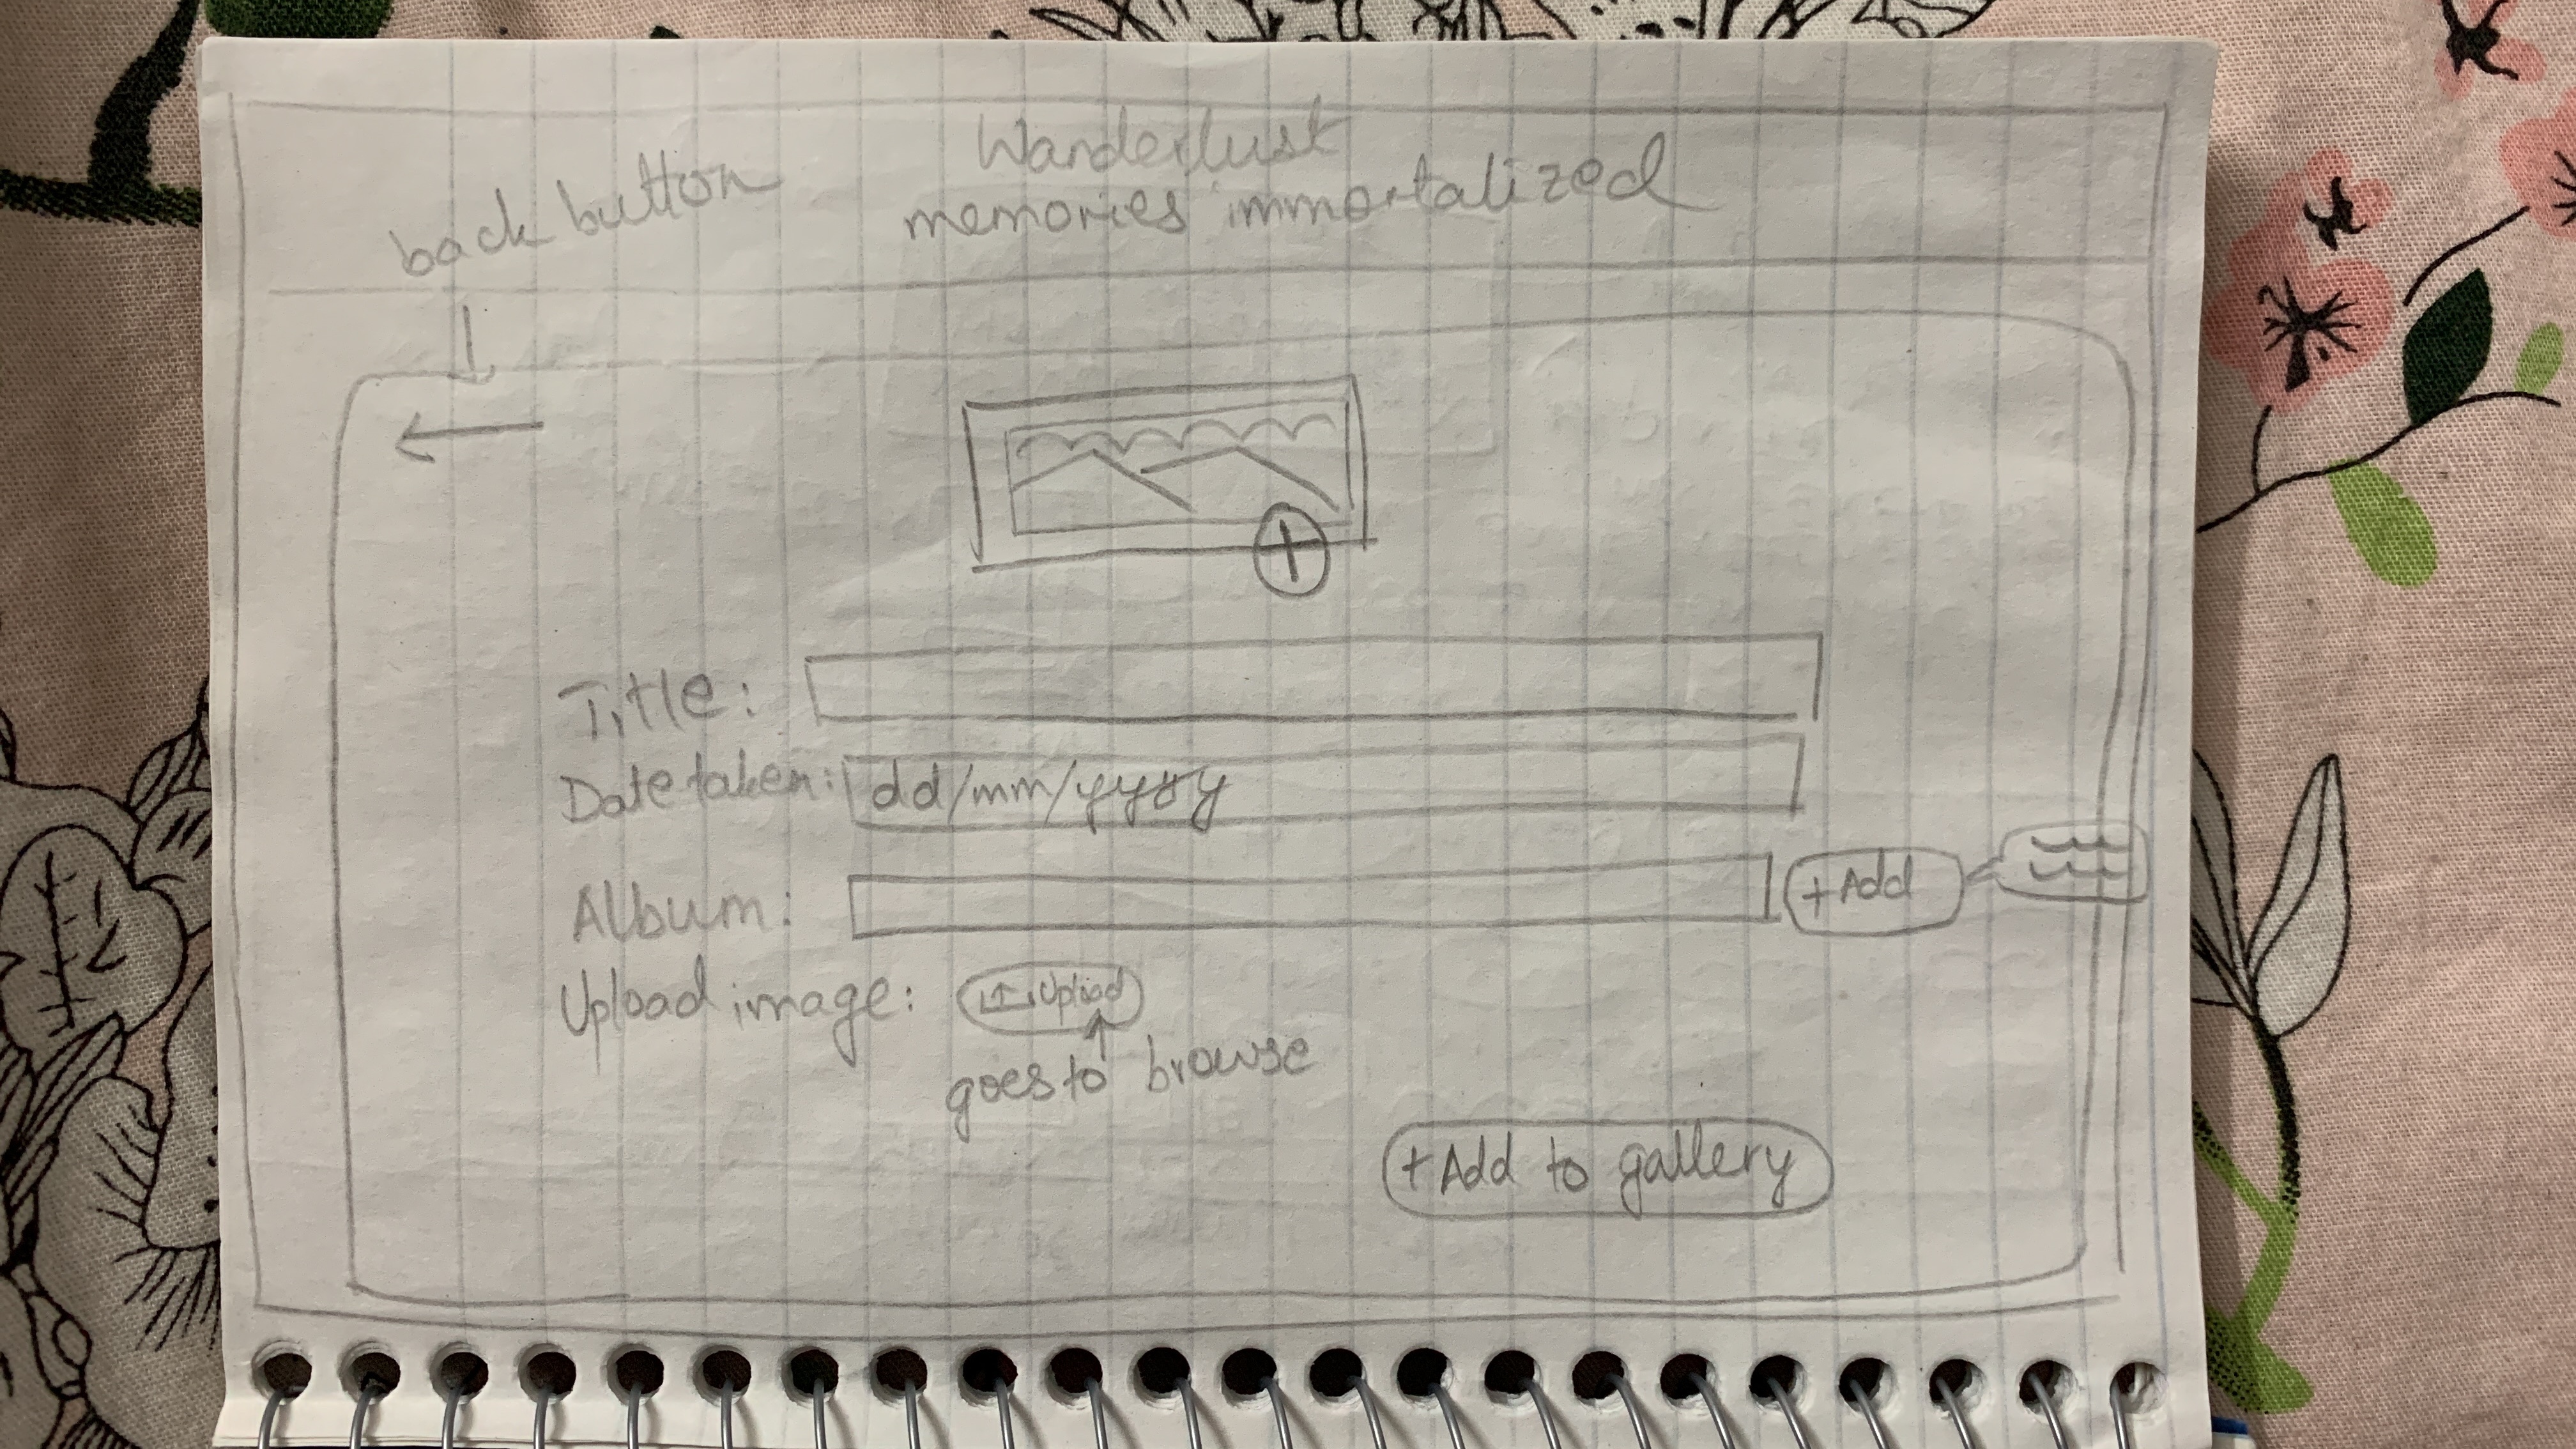 Wanderlust
memories immortalized
back button
Title:
Date taken: dd/mm/yyyy
Album:
+Add
Upload image: Upload
goes to browse
+Add to gallery